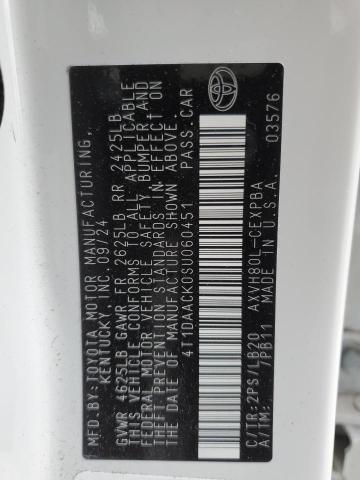 MFD.BY: TOYOTA MOTOR MANUFACTURING,
KENTUCKY, INC. 09/24
GVWR 4625LB GAWR FR 2625LB RR 2425LB
THIS VEHICLE CONFORMS TO ALL APPLICABLE
FEDERAL MOTOR VEHICLE SAFETY, BUMPER, AND
THEFT PREVENTION STANDARDS IN EFFECT ON
THE DATE OF MANUFACTURE SHOWN ABOVE.
4T1DAACK0SU060451 PASS.CAR
C/TR:2PS/LB20 AXVH80L-CEXPBA
A/TM: /PB11 MADE IN U.S.A.
03576